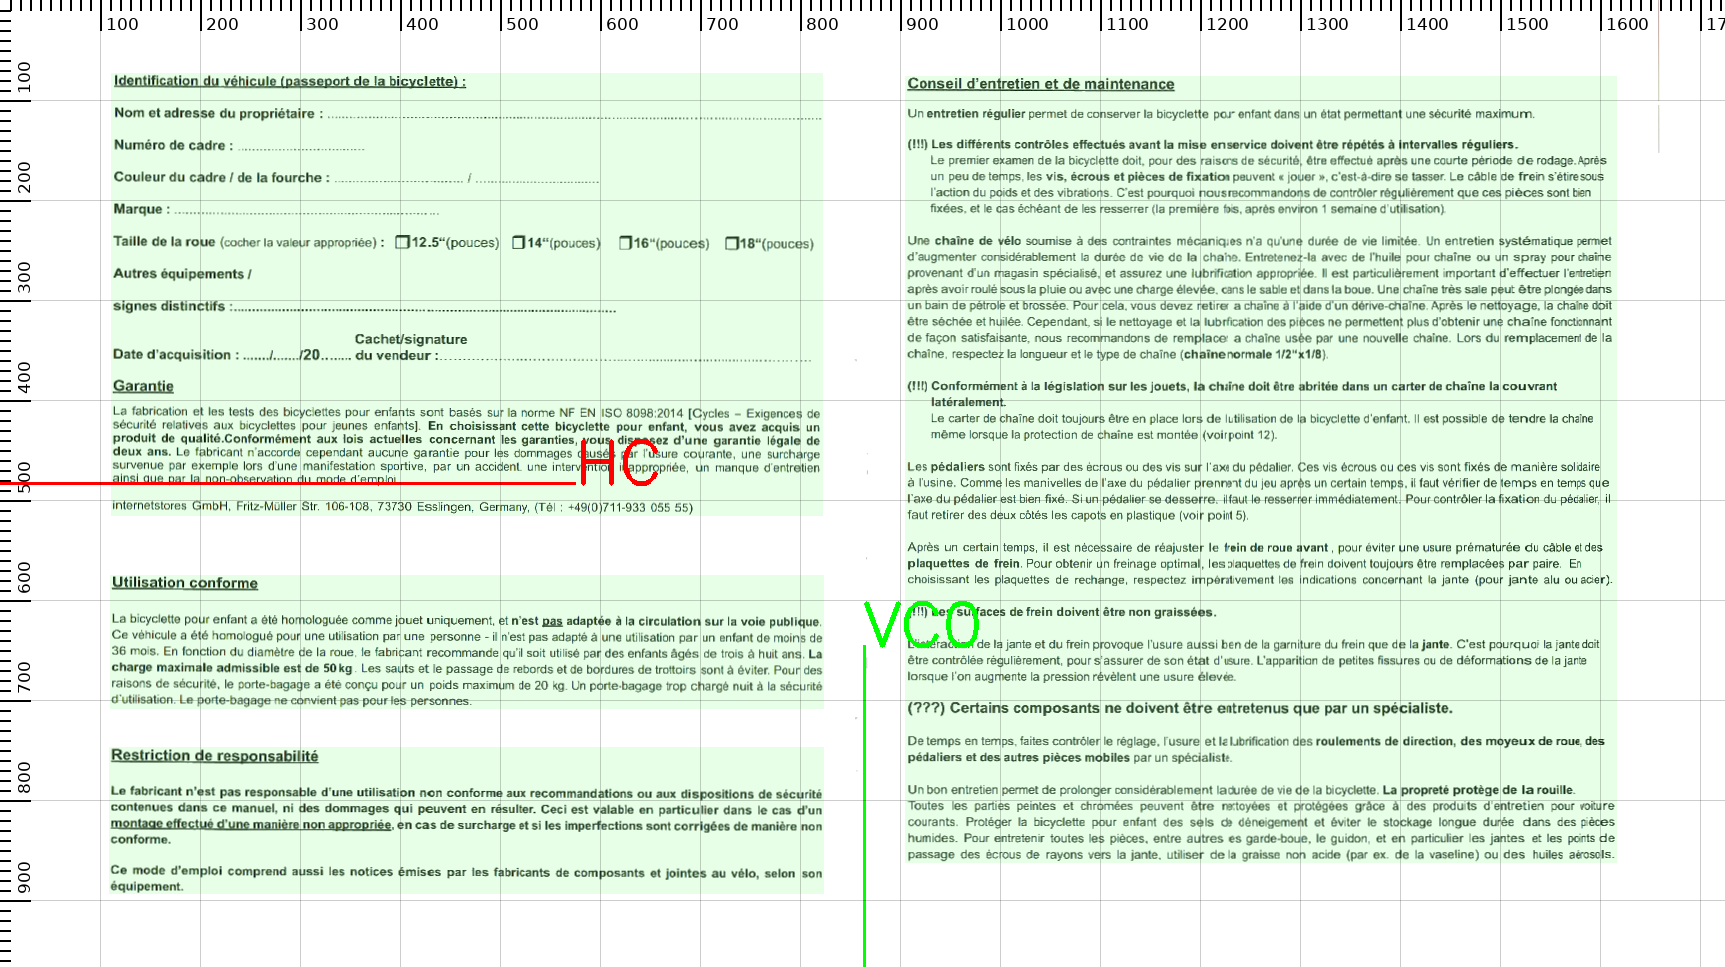 100 200 300 400 500 600 700 800 900 1000 1100 1200 1300 1400 1500 1600 17
100
200
300
400
500
600
700
800
900
Identification du véhicule (passeport de la bicyclette) :
Nom et adresse du propriétaire :
Numéro de cadre :
Couleur du cadre / de la fourche : /
Marque :
Taille de la roue (cocher la valeur appropriée) : ❒12.5“(pouces) ❒14“(pouces) ❒16“(pouces) ❒18“(pouces)
Autres équipements /
signes distinctifs :
Cachet/signature
Date d'acquisition : ......./......./20....... du vendeur :
Garantie
La fabrication et les tests des bicyclettes pour enfants sont basés sur la norme NF EN ISO 8098:2014 [Cycles – Exigences de
sécurité relatives aux bicyclettes pour jeunes enfants]. En choisissant cette bicyclette pour enfant, vous avez acquis un
produit de qualité.Conformément aux lois actuelles concernant les garanties, vous disposez d'une garantie légale de
deux ans. Le fabricant n'accorde cependant aucune garantie pour les dommages causés par l'usure courante, une surcharge
survenue par exemple lors d'une manifestation sportive, par un accident, une intervention inappropriée, un manque d'entretien
ainsi que par la non-observation du mode d'emploi
HC
internetstores GmbH, Fritz-Müller Str. 106-108, 73730 Esslingen, Germany, (Tél : +49(0)711-933 055 55)
Utilisation conforme
La bicyclette pour enfant a été homologuée comme jouet uniquement, et n'est pas adaptée à la circulation sur la voie publique.
Ce véhicule a été homologué pour une utilisation par une personne - il n'est pas adapté à une utilisation par un enfant de moins de
36 mois. En fonction du diamètre de la roue, le fabricant recommande qu'il soit utilisé par des enfants âgés de trois à huit ans. La
charge maximale admissible est de 50 kg. Les sauts et le passage de rebords et de bordures de trottoirs sont à éviter. Pour des
raisons de sécurité, le porte-bagage a été conçu pour un poids maximum de 20 kg. Un porte-bagage trop chargé nuit à la sécurité
d'utilisation. Le porte-bagage ne convient pas pour les personnes.
Restriction de responsabilité
Le fabricant n'est pas responsable d'une utilisation non conforme aux recommandations ou aux dispositions de sécurité
contenues dans ce manuel, ni des dommages qui peuvent en résulter. Ceci est valable en particulier dans le cas d'un
montage effectué d'une manière non appropriée, en cas de surcharge et si les imperfections sont corrigées de manière non
conforme.
Ce mode d'emploi comprend aussi les notices émises par les fabricants de composants et jointes au vélo, selon son
équipement.
Conseil d'entretien et de maintenance
Un entretien régulier permet de conserver la bicyclette pour enfant dans un état permettant une sécurité maximum.
(!!!) Les différents contrôles effectués avant la mise en service doivent être répétés à intervalles réguliers.
Le premier examen de la bicyclette doit, pour des raisons de sécurité, être effectué après une courte période de rodage. Après
un peu de temps, les vis, écrous et pièces de fixation peuvent « jouer », c'est-à-dire se tasser. Le câble de frein s'étire sous
l'action du poids et des vibrations. C'est pourquoi nous recommandons de contrôler régulièrement que ces pièces sont bien
fixées, et le cas échéant de les resserrer (la première fois, après environ 1 semaine d'utilisation).
Une chaîne de vélo soumise à des contraintes mécaniques n'a qu'une durée de vie limitée. Un entretien systématique permet
d'augmenter considérablement la durée de vie de la chaîne. Entretenez-la avec de l'huile pour chaîne ou un spray pour chaîne
provenant d'un magasin spécialisé, et assurez une lubrification appropriée. Il est particulièrement important d'effectuer l'entretien
après avoir roulé sous la pluie ou avec une charge élevée, dans le sable et dans la boue. Une chaîne très sale peut être plongée dans
un bain de pétrole et brossée. Pour cela, vous devez retirer la chaîne à l'aide d'un dérive-chaîne. Après le nettoyage, la chaîne doit
être séchée et huilée. Cependant, si le nettoyage et la lubrification des pièces ne permettent plus d'obtenir une chaîne fonctionnant
de façon satisfaisante, nous recommandons de remplacer la chaîne usée par une nouvelle chaîne. Lors du remplacement de la
chaîne, respectez la longueur et le type de chaîne (chaîne normale 1/2“x1/8).
(!!!) Conformément à la législation sur les jouets, la chaîne doit être abritée dans un carter de chaîne la couvrant
latéralement.
Le carter de chaîne doit toujours être en place lors de l'utilisation de la bicyclette d'enfant. Il est possible de tendre la chaîne
même lorsque la protection de chaîne est montée (voir point 12).
Les pédaliers sont fixés par des écrous ou des vis sur l'axe du pédalier. Ces vis écrous ou ces vis sont fixés de manière solidaire
à l'usine. Comme les manivelles de l'axe du pédalier prennent du jeu après un certain temps, il faut vérifier de temps en temps que
l'axe du pédalier est bien fixé. Si un pédalier se desserre, il faut le resserrer immédiatement. Pour contrôler la fixation du pédalier, il
faut retirer des deux côtés les capots en plastique (voir point 5).
Après un certain temps, il est nécessaire de réajuster le frein de roue avant , pour éviter une usure prématurée du câble et des
plaquettes de frein. Pour obtenir un freinage optimal, les plaquettes de frein doivent toujours être remplacées par paire. En
choisissant les plaquettes de rechange, respectez impérativement les indications concernant la jante (pour jante alu ou acier).
(!!!) Les surfaces de frein doivent être non graissées.
VCO
L'interaction de la jante et du frein provoque l'usure aussi bien de la garniture du frein que de la jante. C'est pourquoi la jante doit
être contrôlée régulièrement, pour s'assurer de son état d'usure. L'apparition de petites fissures ou de déformations de la jante
lorsque l'on augmente la pression révèlent une usure élevée.
(???) Certains composants ne doivent être entretenus que par un spécialiste.
De temps en temps, faites contrôler le réglage, l'usure et la lubrification des roulements de direction, des moyeux de roue, des
pédaliers et des autres pièces mobiles par un spécialiste.
Un bon entretien permet de prolonger considérablement la durée de vie de la bicyclette. La propreté protège de la rouille.
Toutes les parties peintes et chromées peuvent être nettoyées et protégées grâce à des produits d'entretien pour voiture
courants. Protéger la bicyclette pour enfant des sels de déneigement et éviter le stockage longue durée dans des pièces
humides. Pour entretenir toutes les pièces, entre autres es garde-boue, le guidon, et en particulier les jantes et les points de
passage des écrous de rayons vers la jante, utiliser de la graisse non acide (par ex. de la vaseline) ou des huiles aérosols.